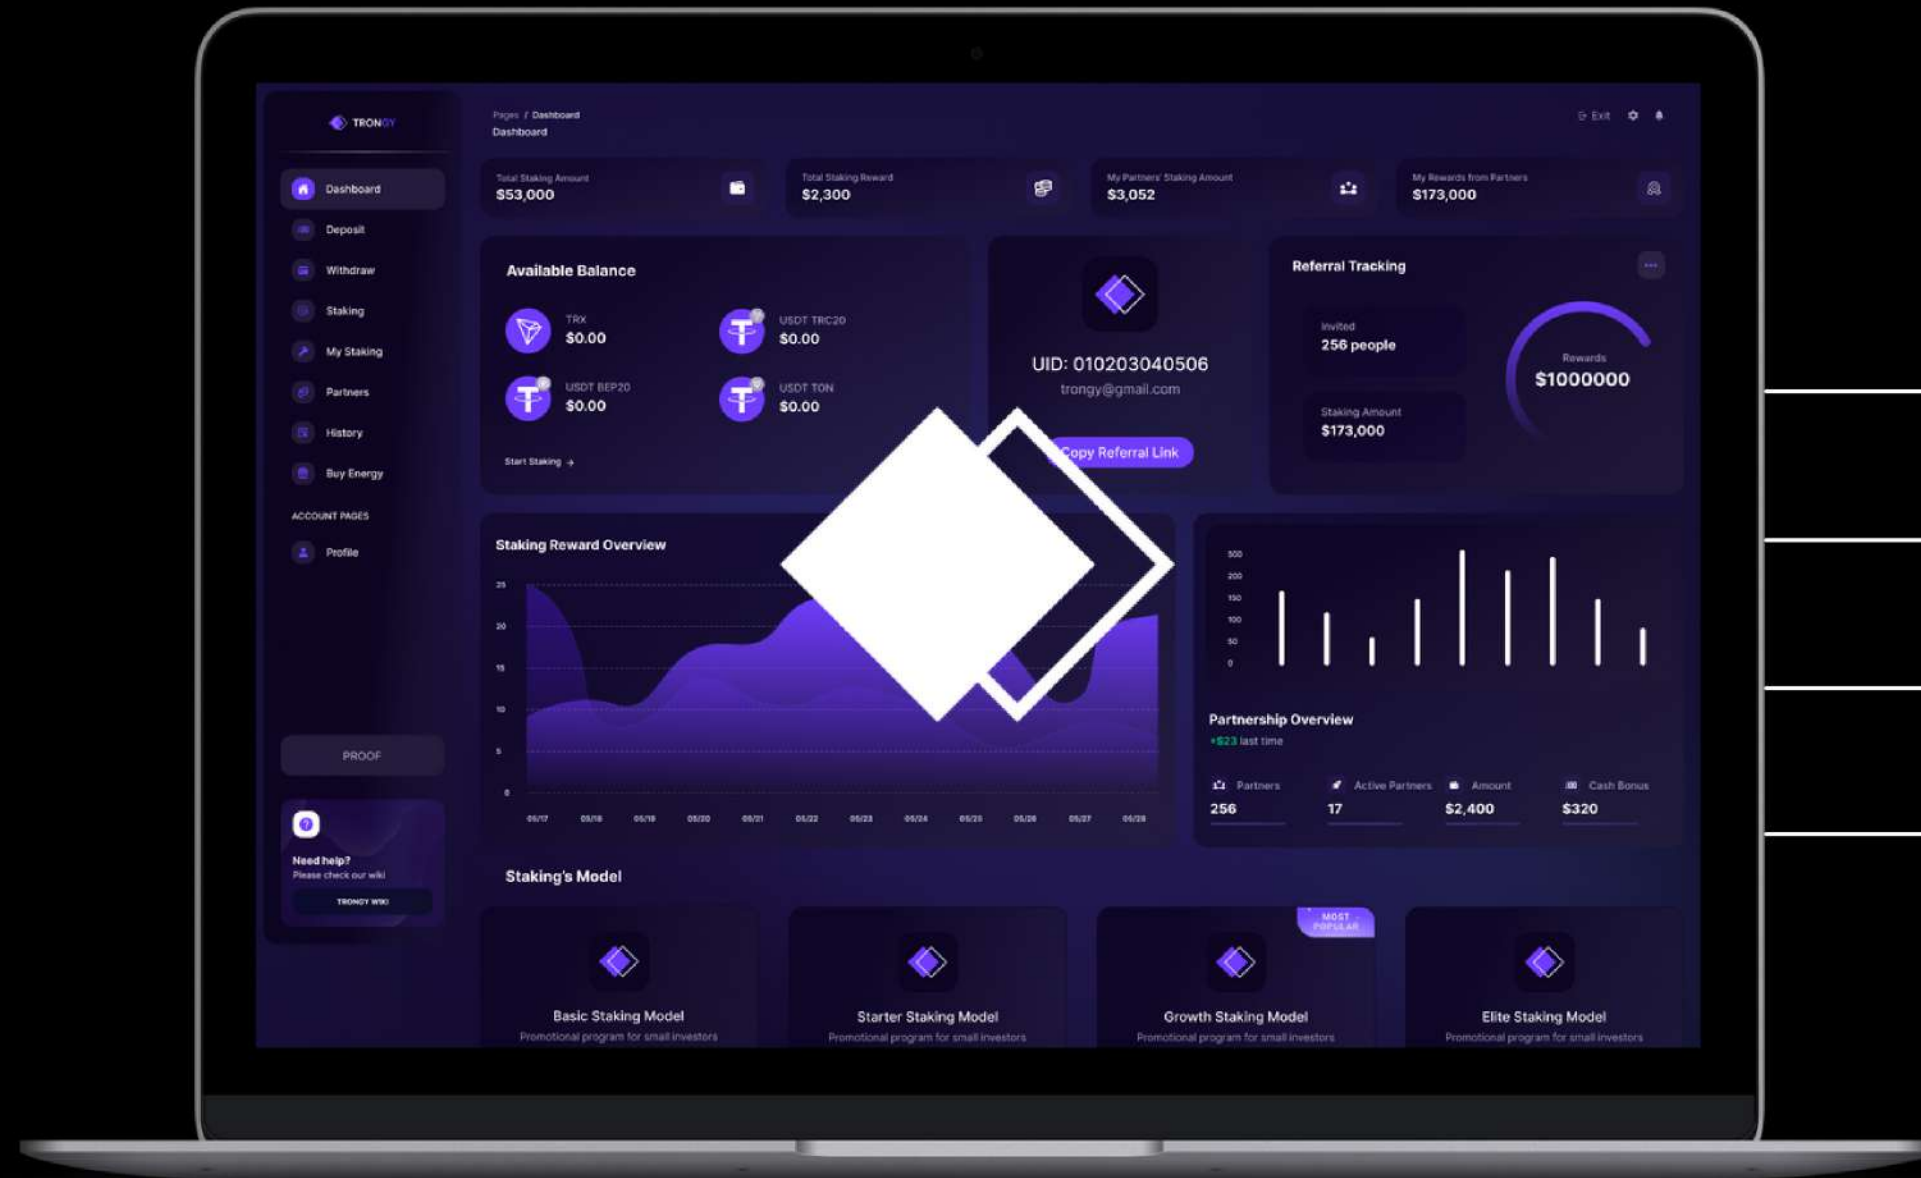 TRONGY
Dashboard
Deposit
Withdraw
Staking
My Staking
Partners
History
Buy Energy
ACCOUNT PAGES
Profile
PROOF
Need help?
Please check our wiki
TRONGY WIKI
Pages / Dashboard
Dashboard
Exit
Total Staking Amount
$53,000
Total Staking Reward
$2,300
My Partners' Staking Amount
$3,052
My Rewards from Partners
$173,000
Available Balance
TRX
$0.00
USDT TRC20
$0.00
USDT BEP20
$0.00
USDT TON
$0.00
Start Staking →
UID: 010203040506
trongy@gmail.com
Copy Referral Link
Referral Tracking
Invited
256 people
Staking Amount
$173,000
Rewards
$1000000
Staking Reward Overview
25
20
15
10
5
0
05/17 05/18 05/19 05/20 05/21 05/22 05/23 05/24 05/25 05/26 05/27 05/28
500
200
150
100
50
0
Partnership Overview
+$23 last time
Partners
256
Active Partners
17
Amount
$2,400
Cash Bonus
$320
Staking's Model
Basic Staking Model
Promotional program for small investors
Starter Staking Model
Promotional program for small investors
MOST
POPULAR
Growth Staking Model
Promotional program for small investors
Elite Staking Model
Promotional program for small investors